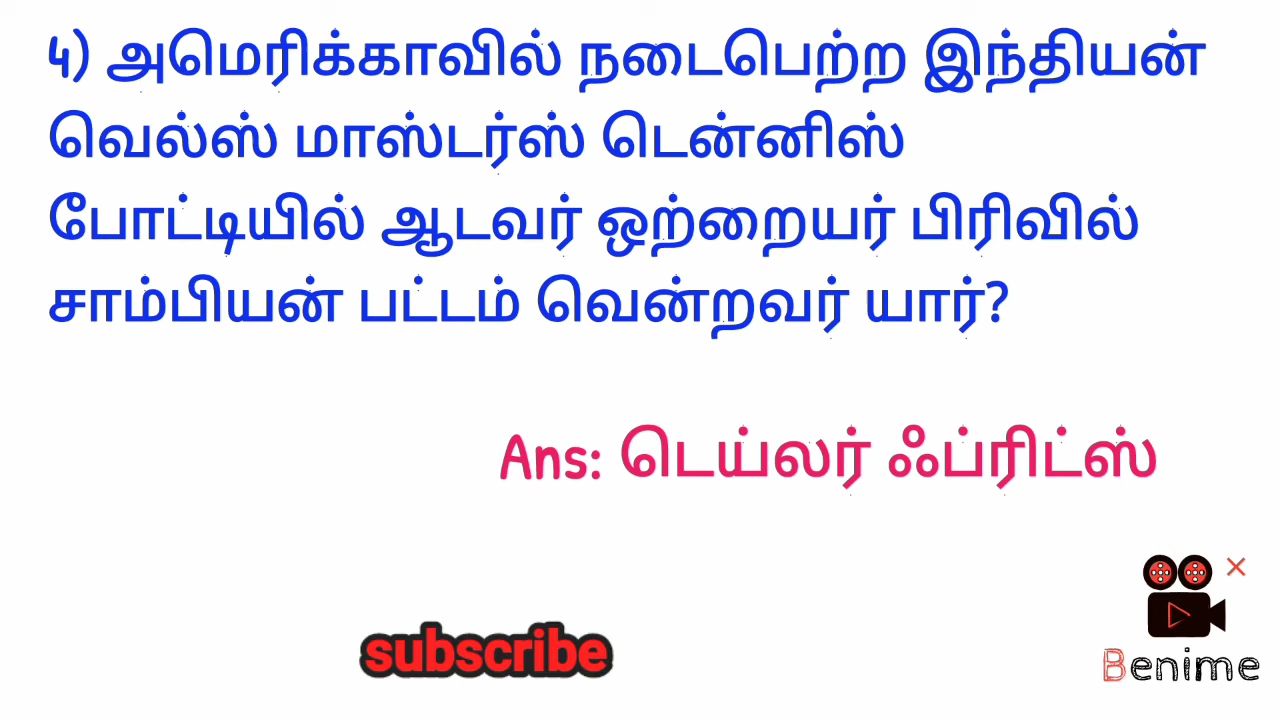 4) அமெரிக்காவில் நடைபெற்ற இந்தியன்
வெல்ஸ் மாஸ்டர்ஸ் டென்னிஸ்
போட்டியில் ஆடவர் ஒற்றையர் பிரிவில்
சாம்பியன் பட்டம் வென்றவர் யார்?
Ans: டெய்லர் ஃப்ரிட்ஸ்
subscribe
Benime